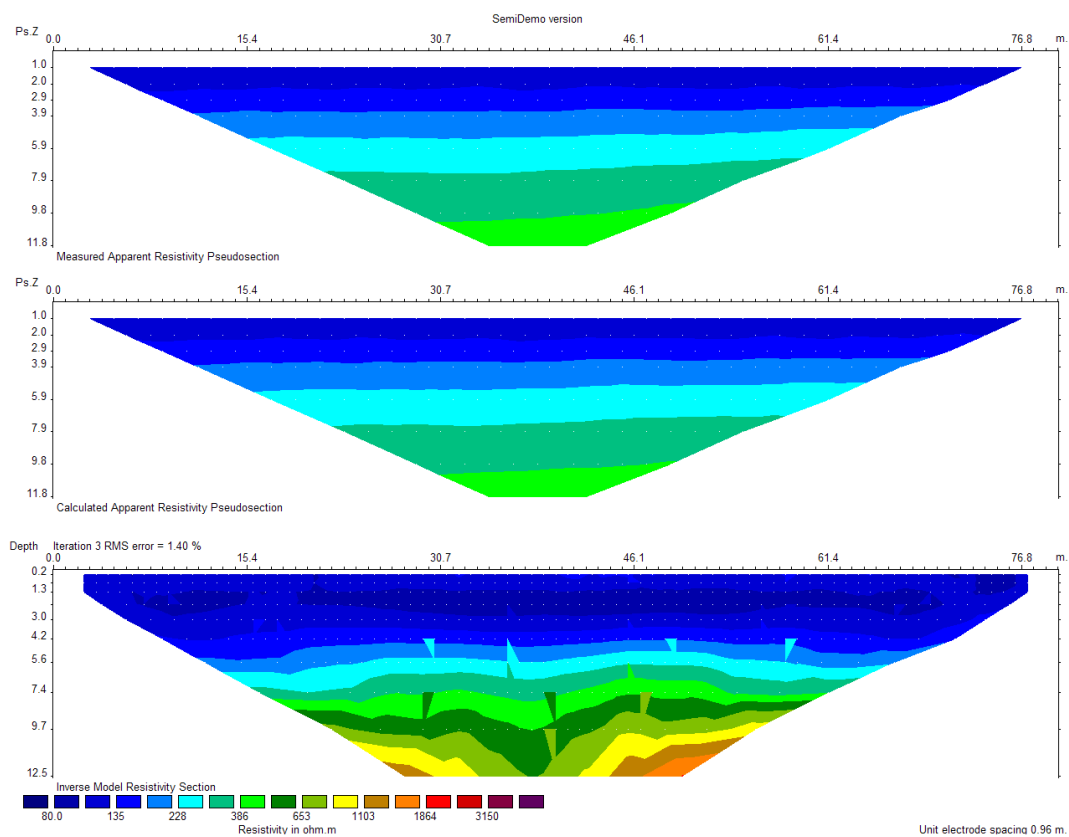 SemiDemo version
Ps.Z 0.0 15.4 30.7 46.1 61.4 76.8 m.
1.0
2.0
2.9
3.9
5.9
7.9
9.8
11.8
Measured Apparent Resistivity Pseudosection
Ps.Z 0.0 15.4 30.7 46.1 61.4 76.8 m.
1.0
2.0
2.9
3.9
5.9
7.9
9.8
11.8
Calculated Apparent Resistivity Pseudosection
Depth Iteration 3 RMS error = 1.40 %
0.0 15.4 30.7 46.1 61.4 76.8 m.
0.2
1.3
3.0
4.2
5.6
7.4
9.7
12.5
Inverse Model Resistivity Section
80.0 135 228 386 653 1103 1864 3150
Resistivity in ohm.m
Unit electrode spacing 0.96 m.